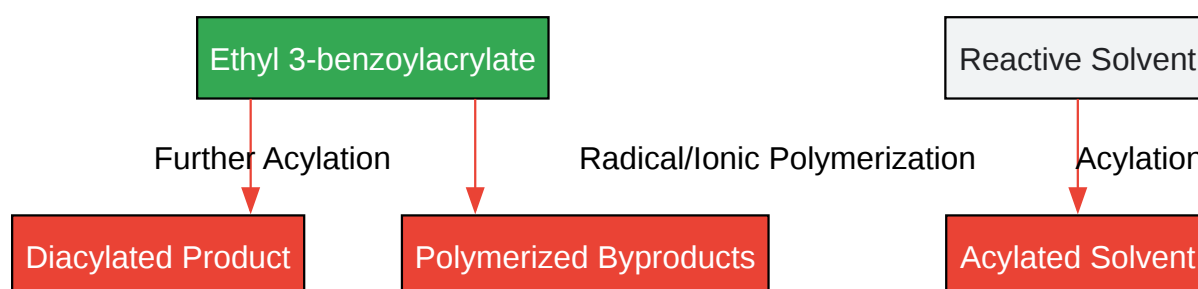 Ethyl 3-benzoylacrylate
Reactive Solvent
Further Acylation
Radical/Ionic Polymerization
Acylation
Diacylated Product
Polymerized Byproducts
Acylated Solvent